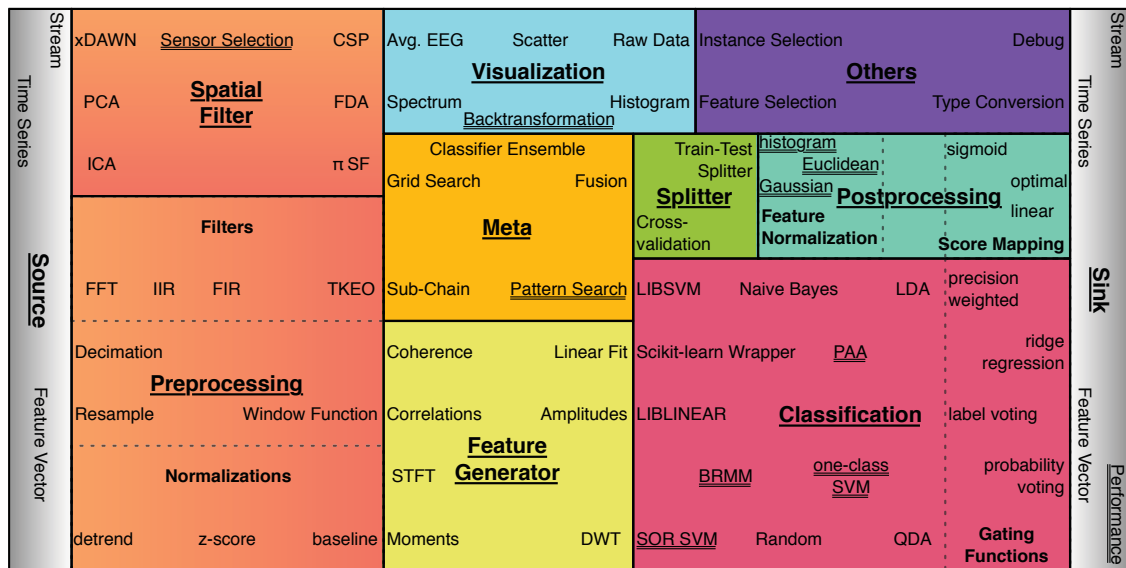 Stream
Time Series
Source
Feature Vector
xDAWN Sensor Selection CSP
PCA Spatial Filter FDA
ICA π SF
Filters
FFT IIR FIR TKEO
Decimation
Preprocessing
Resample Window Function
Normalizations
detrend z-score baseline
Avg. EEG Scatter Raw Data
Visualization
Spectrum Histogram
Backtransformation
Instance Selection Debug
Others
Feature Selection Type Conversion
Classifier Ensemble
Grid Search Fusion
Meta
Sub-Chain Pattern Search
Train-Test
Splitter
Splitter
Cross-
validation
histogram sigmoid
Euclidean
Gaussian optimal
Postprocessing
linear
Feature
Normalization
Score Mapping
Coherence Linear Fit
Correlations Amplitudes
Feature
Generator
STFT
Moments DWT
LIBSVM Naive Bayes LDA
precision
weighted
Scikit-learn Wrapper PAA
ridge
regression
LIBLINEAR Classification label voting
BRMM
one-class
SVM
probability
voting
SOR SVM Random QDA
Gating
Functions
Stream
Time Series
Sink
Feature Vector
Performance